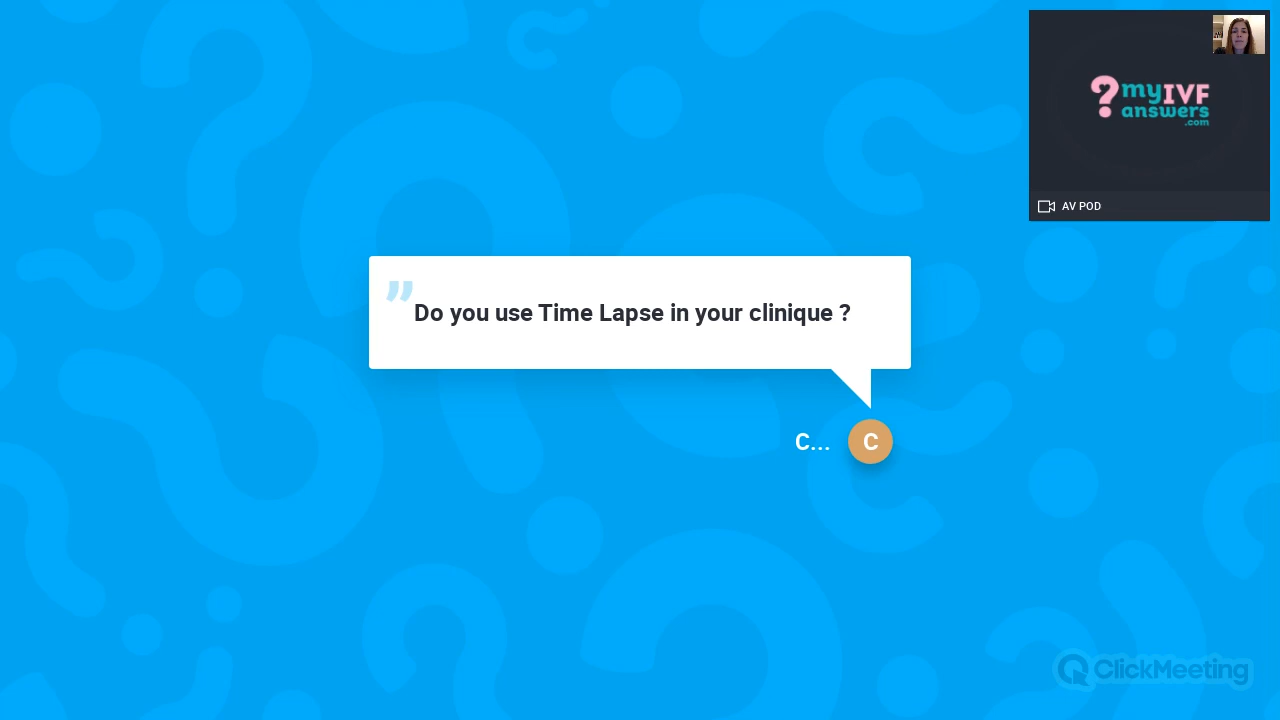 ?myIVF
answers
.com
AV POD
" Do you use Time Lapse in your clinique ?
C... C
ClickMeeting